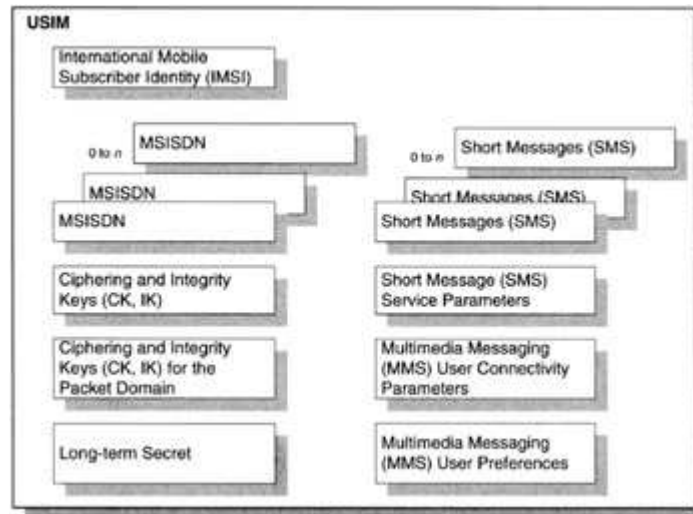 USIM
International Mobile
Subscriber Identity (IMSI)
0 to n
MSISDN
MSISDN
MSISDN
0 to n
Short Messages (SMS)
Short Messages (SMS)
Short Messages (SMS)
Ciphering and Integrity
Keys (CK, IK)
Short Message (SMS)
Service Parameters
Ciphering and Integrity
Keys (CK, IK) for the
Packet Domain
Multimedia Messaging
(MMS) User Connectivity
Parameters
Long-term Secret
Multimedia Messaging
(MMS) User Preferences